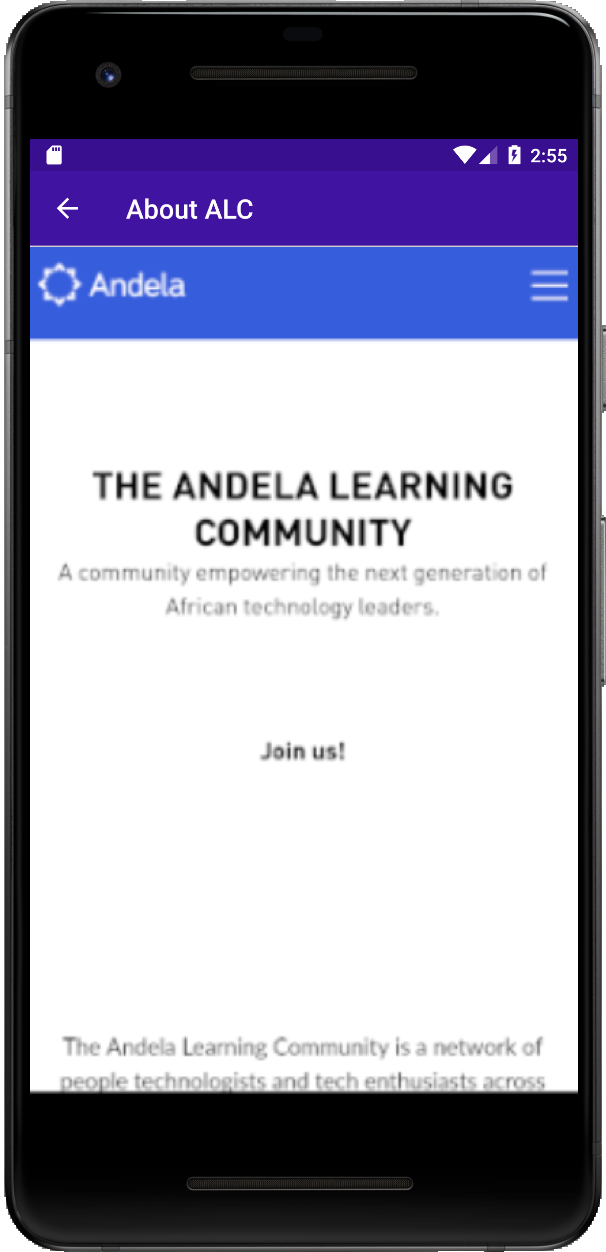 2:55
About ALC
Andela
THE ANDELA LEARNING
COMMUNITY
A community empowering the next generation of
African technology leaders.
Join us!
The Andela Learning Community is a network of
people technologists and tech enthusiasts across